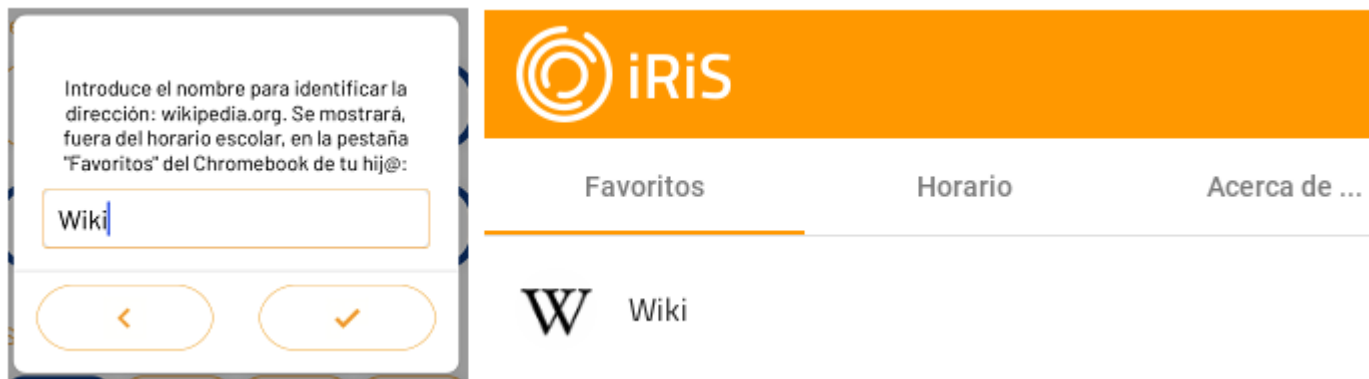 Introduce el nombre para identificar la
dirección: wikipedia.org. Se mostrará,
fuera del horario escolar, en la pestaña
"Favoritos" del Chromebook de tu hij@:
Wiki
iRiS
Favoritos Horario Acerca de ...
W Wiki